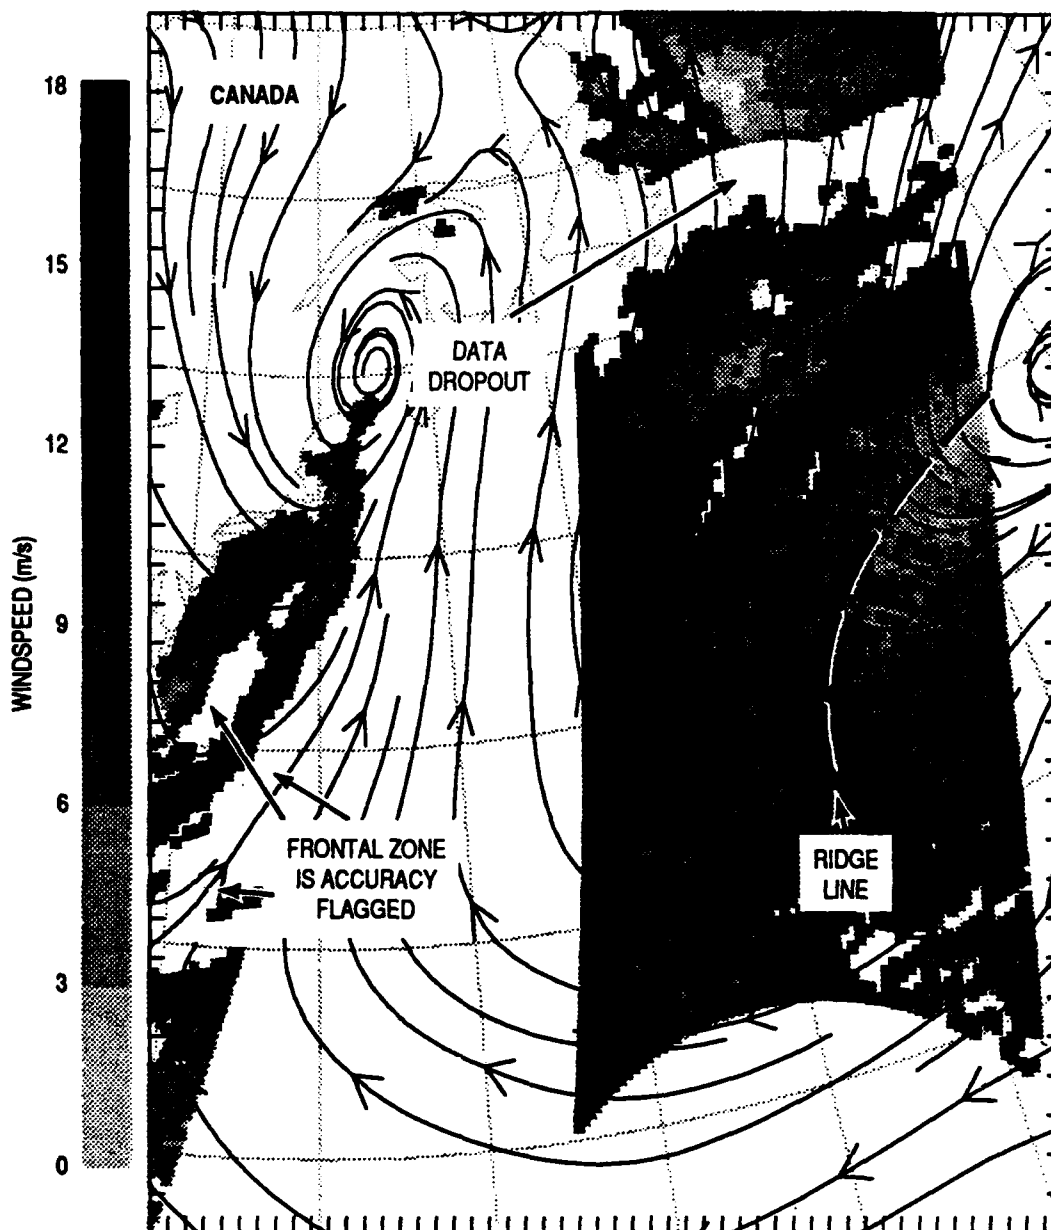 CANADA
18
15
12
9
6
3
0
WINDSPEED (m/s)
DATA
DROPOUT
FRONTAL ZONE
IS ACCURACY
FLAGGED
RIDGE
LINE